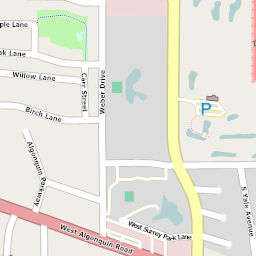 ple Lane
ak Lane
Willow Lane
Carr Street
Weber Drive
P
Birch Lane
Algonquin Parkway
S Yale Avenue
West Surrey Park Lane
West Algonquin Road